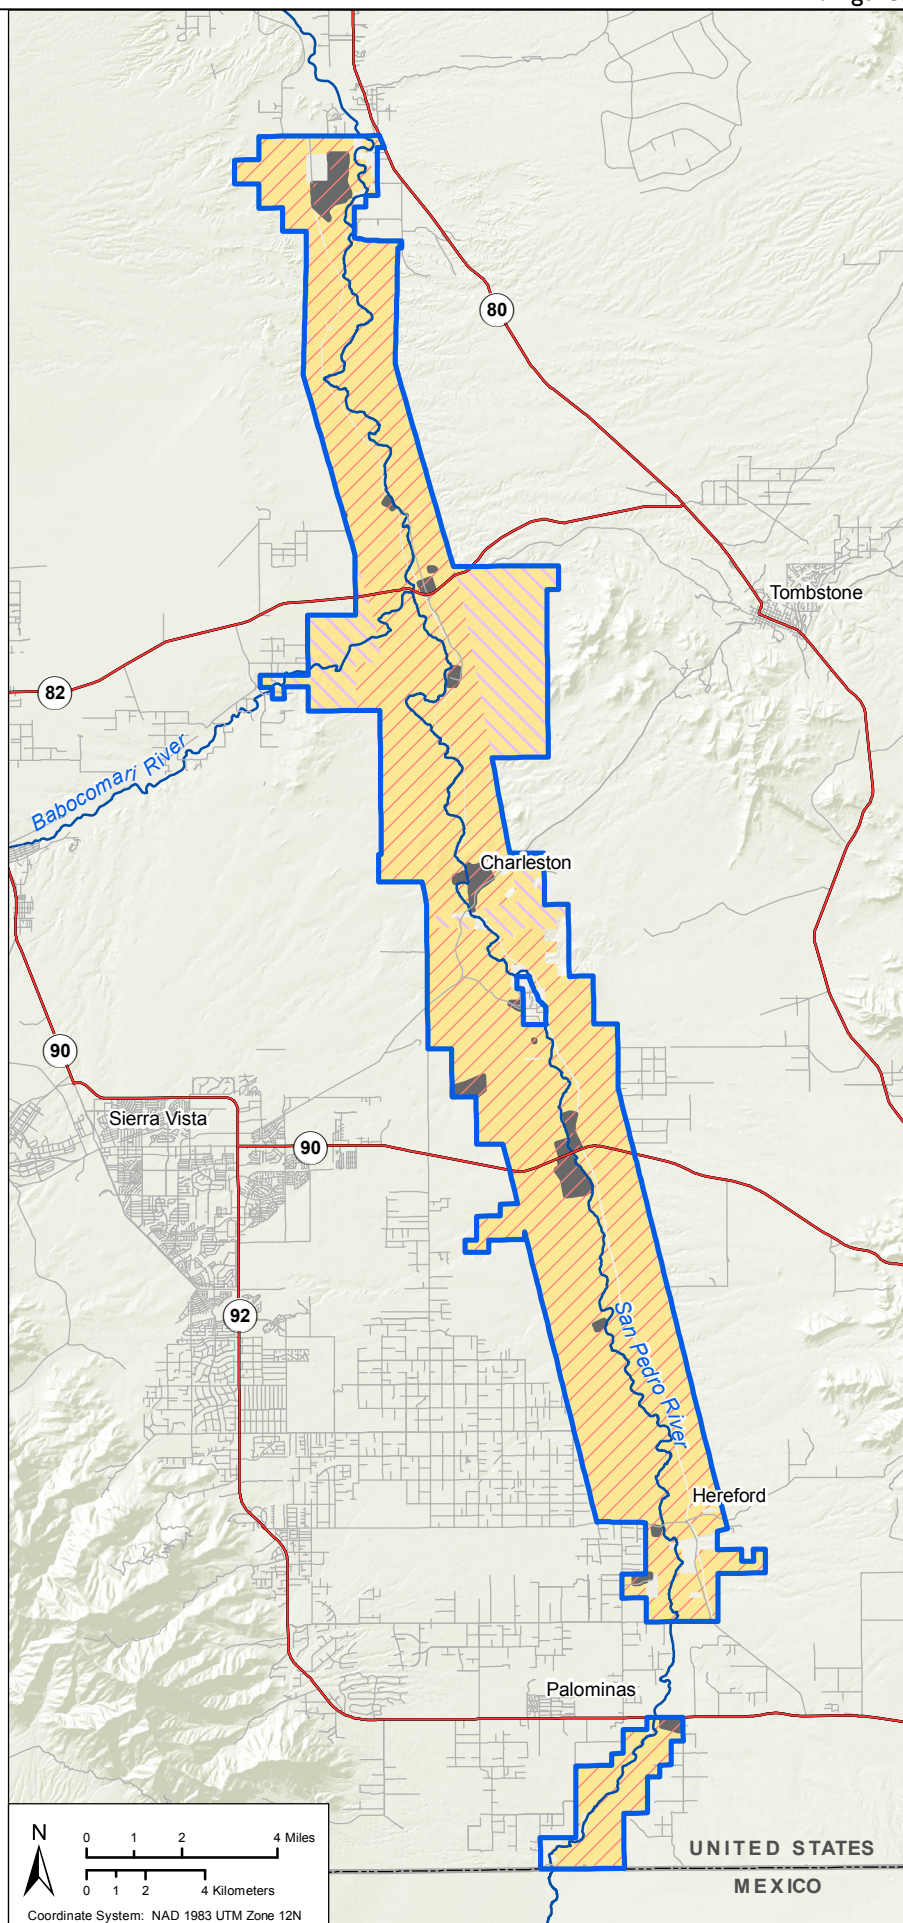 80
Tombstone
82
Babocomari River
Charleston
90
Sierra Vista
90
92
San Pedro River
Hereford
Palominas
N
0 1 2 4 Miles
0 1 2 4 Kilometers
Coordinate System: NAD 1983 UTM Zone 12N
UNITED STATES
MEXICO